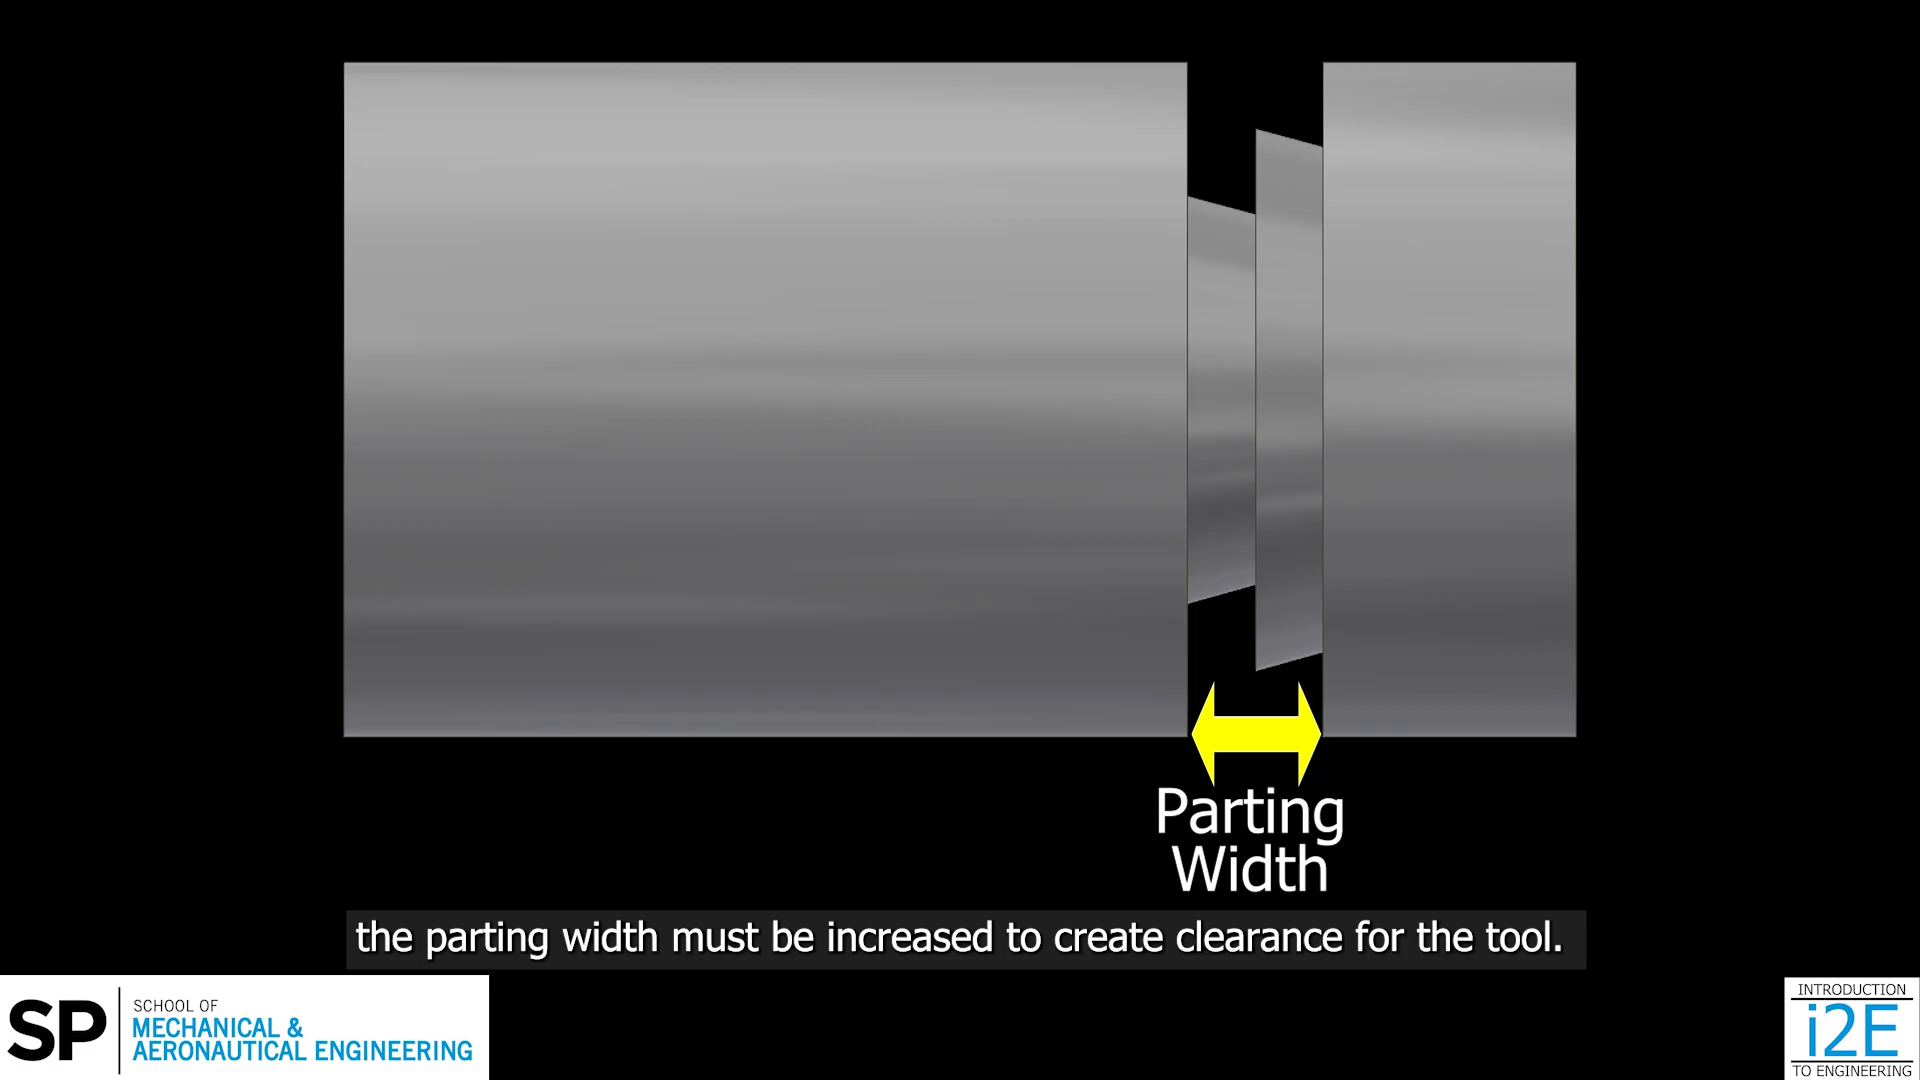 Parting
Width
the parting width must be increased to create clearance for the tool.
SP
SCHOOL OF
MECHANICAL &
AERONAUTICAL ENGINEERING
INTRODUCTION
i2E
TO ENGINEERING